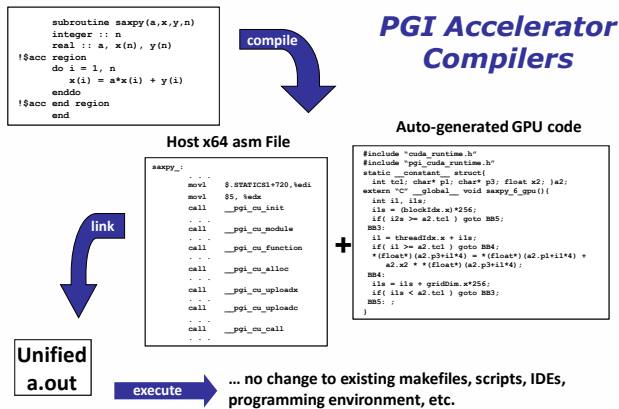 subroutine saxpy(a,x,y,n)
integer :: n
real :: a, x(n), y(n)
!$acc region
do i = 1, n
x(i) = a*x(i) + y(i)
enddo
!$acc end region
end
compile
PGI Accelerator
Compilers
Host x64 asm File
saxpy_:
. . .
movl $.STATICS1+720,%edi
movl $5, %edx
call __pgi_cu_init
. . .
call __pgi_cu_module
. . .
call __pgi_cu_function
. . .
call __pgi_cu_alloc
. . .
call __pgi_cu_uploadx
. . .
call __pgi_cu_uploadc
. . .
call __pgi_cu_call
. . .
+
Auto-generated GPU code
#include "cuda_runtime.h"
#include "pgi_cuda_runtime.h"
static __constant__ struct{
int tc1; char* p1; char* p3; float x2; }a2;
extern "C" __global__ void saxpy_6_gpu(){
int i1, i1s;
i1s = (blockIdx.x)*256;
if( i2s >= a2.tc1 ) goto BB5;
BB3:
i1 = threadIdx.x + i1s;
if( i1 >= a2.tc1 ) goto BB4;
*(float*)(a2.p3+i1*4) = *(float*)(a2.p1+i1*4) +
a2.x2 * *(float*)(a2.p3+i1*4);
BB4:
i1s = i1s + gridDim.x*256;
if( i1s < a2.tc1 ) goto BB3;
BB5: ;
}
link
Unified
a.out
execute
… no change to existing makefiles, scripts, IDEs,
programming environment, etc.